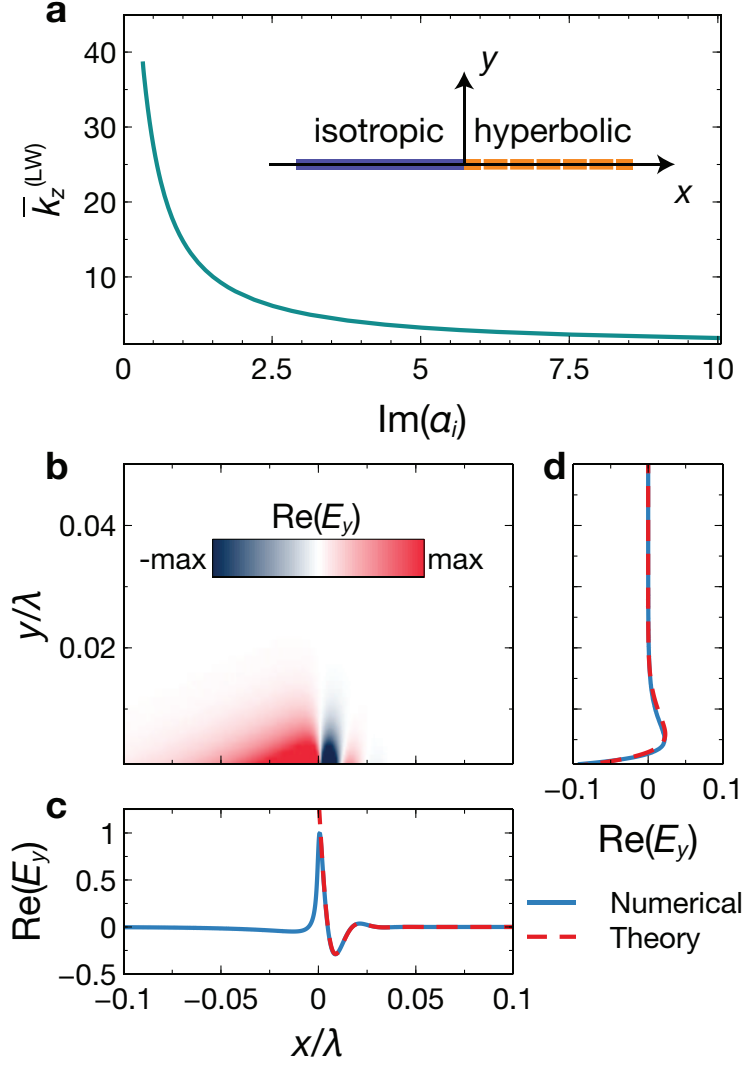 a
40
30
20
10
k̅z(LW)
y
isotropic hyperbolic
x
0 2.5 5 7.5 10
Im(αi)
b
Re(Ey)
-max max
0.04
0.02
y/λ
d
-0.1 0 0.1
Re(Ey)
c
1
0.5
0
−0.5
Re(Ey)
−0.1 −0.05 0 0.05 0.1
x/λ
Numerical
Theory